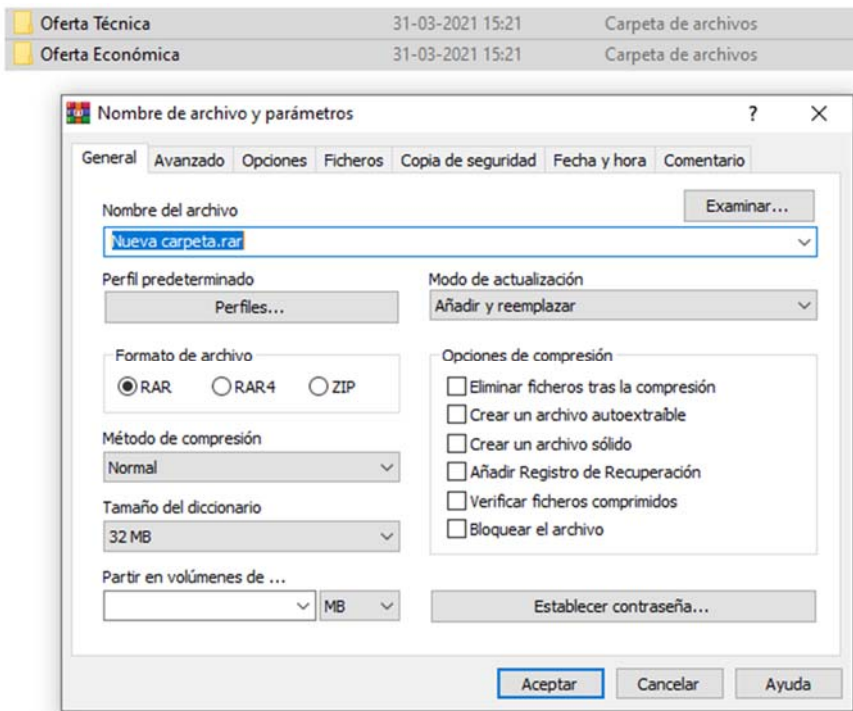 Oferta Técnica 31-03-2021 15:21 Carpeta de archivos
Oferta Económica 31-03-2021 15:21 Carpeta de archivos
Nombre de archivo y parámetros ?
General Avanzado Opciones Ficheros Copia de seguridad Fecha y hora Comentario
Nombre del archivo
Examinar...
Nueva carpeta.rar
Perfil predeterminado
Perfiles...
Modo de actualización
Añadir y reemplazar
Formato de archivo
RAR RAR4 ZIP
Método de compresión
Normal
Tamaño del diccionario
32 MB
Partir en volúmenes de ...
MB
Opciones de compresión
Eliminar ficheros tras la compresión
Crear un archivo autoextraíble
Crear un archivo sólido
Añadir Registro de Recuperación
Verificar ficheros comprimidos
Bloquear el archivo
Establecer contraseña...
Aceptar Cancelar Ayuda